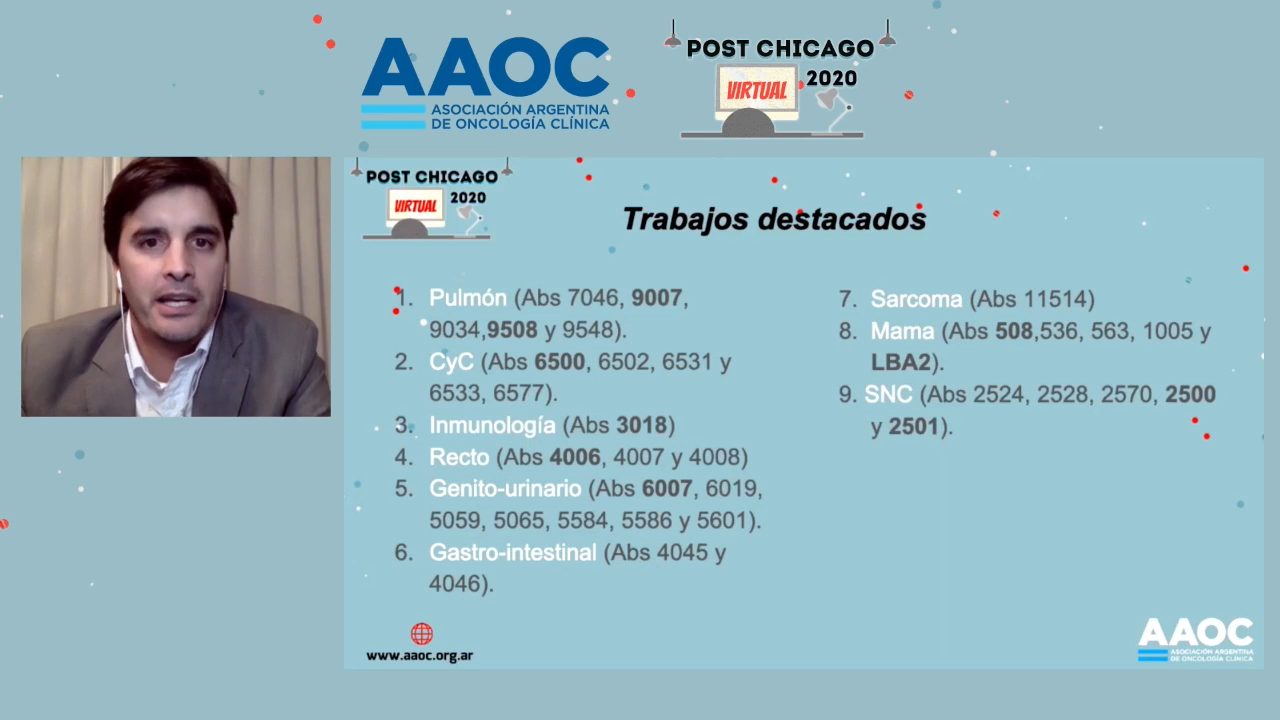 AAOC
ASOCIACIÓN ARGENTINA
DE ONCOLOGÍA CLÍNICA
POST CHICAGO
2020
VIRTUAL
POST CHICAGO
2020
VIRTUAL
Trabajos destacados
1. Pulmón (Abs 7046, 9007,
9034,9508 y 9548).
2. CyC (Abs 6500, 6502, 6531 y
6533, 6577).
3. Inmunología (Abs 3018)
4. Recto (Abs 4006, 4007 y 4008)
5. Genito-urinario (Abs 6007, 6019,
5059, 5065, 5584, 5586 y 5601).
6. Gastro-intestinal (Abs 4045 y
4046).
7. Sarcoma (Abs 11514)
8. Mama (Abs 508,536, 563, 1005 y
LBA2).
9. SNC (Abs 2524, 2528, 2570, 2500
y 2501).
www.aaoc.org.ar
AAOC
ASOCIACIÓN ARGENTINA
DE ONCOLOGÍA CLÍNICA